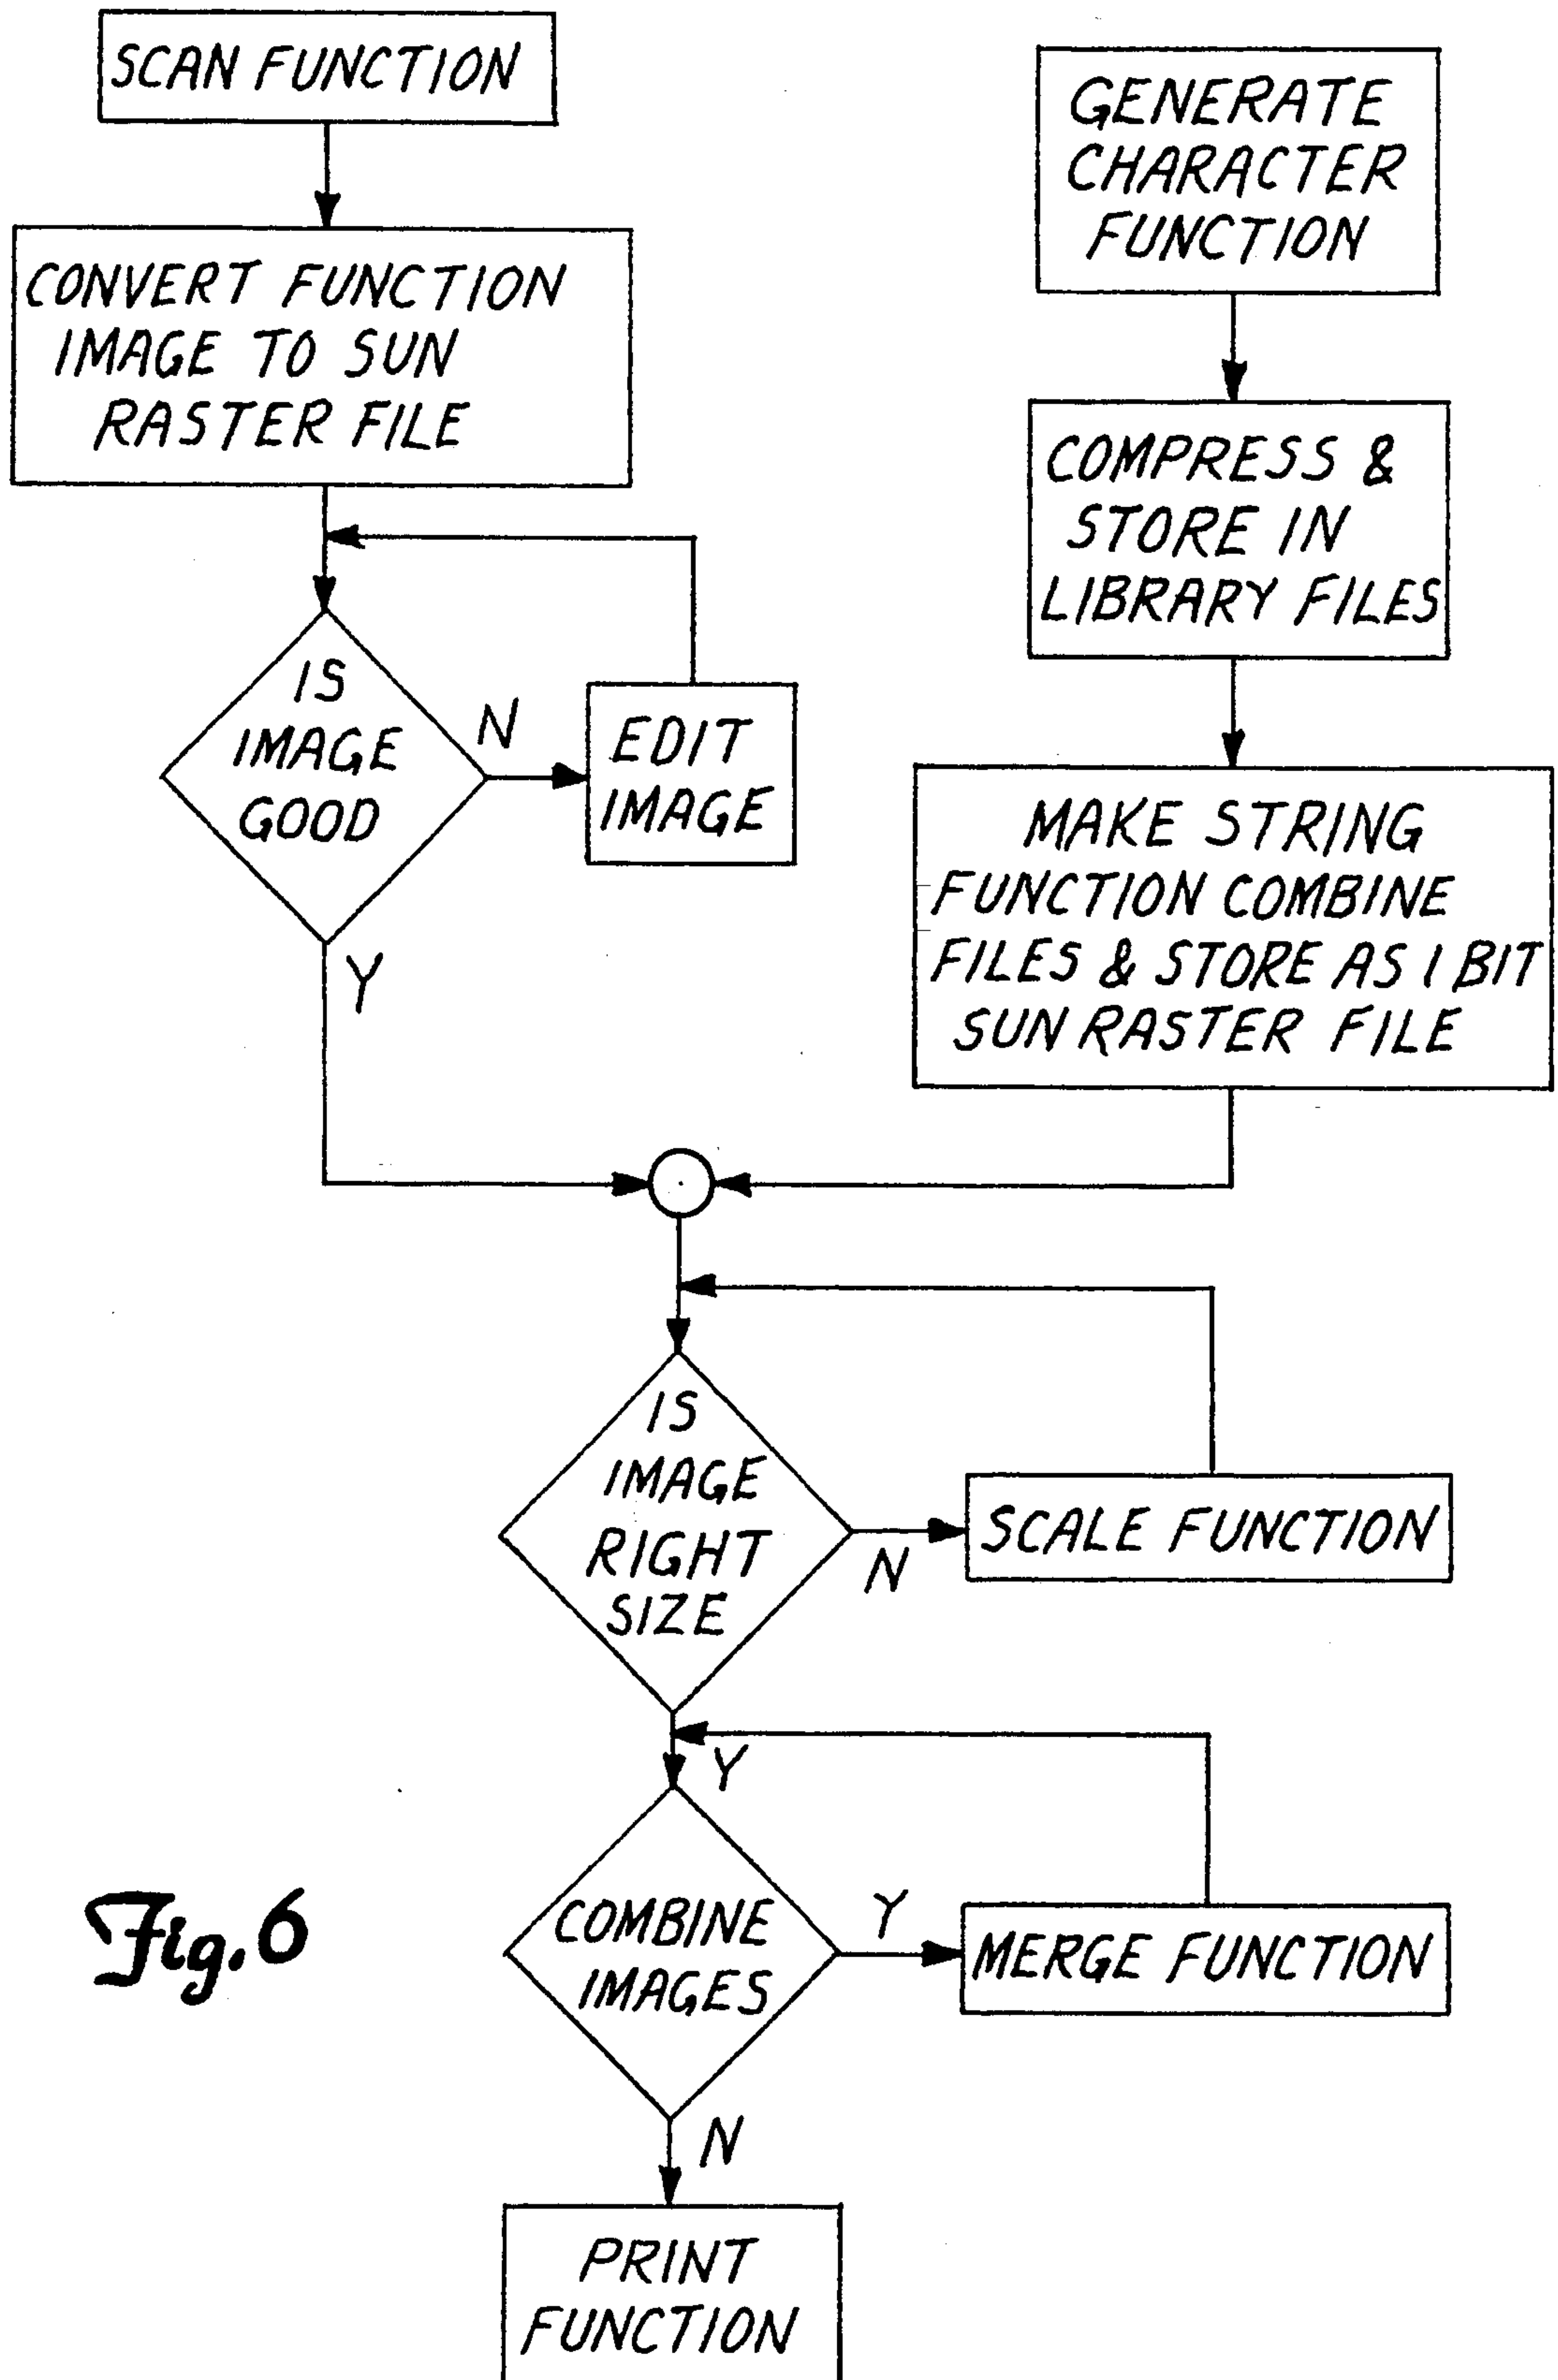 SCAN FUNCTION
CONVERT FUNCTION
IMAGE TO SUN
RASTER FILE
IS
IMAGE
GOOD
N
EDIT
IMAGE
Y
GENERATE
CHARACTER
FUNCTION
COMPRESS &
STORE IN
LIBRARY FILES
MAKE STRING
FUNCTION COMBINE
FILES & STORE AS 1 BIT
SUN RASTER FILE
IS
IMAGE
RIGHT
SIZE
N
SCALE FUNCTION
Y
COMBINE
IMAGES
Y
MERGE FUNCTION
N
PRINT
FUNCTION
Fig. 6